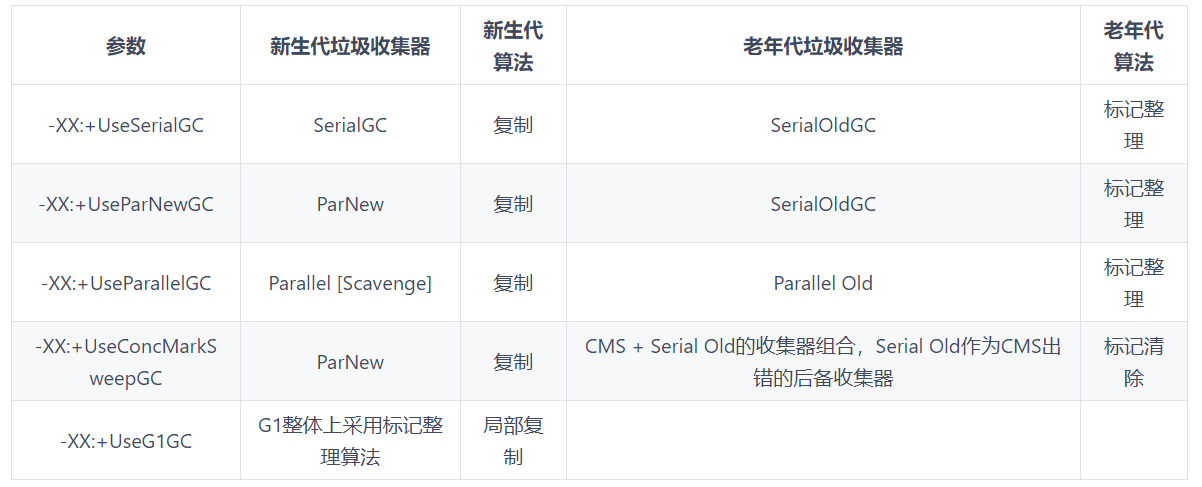 参数
新生代垃圾收集器
新生代
算法
老年代垃圾收集器
老年代
算法
-XX:+UseSerialGC
SerialGC
复制
SerialOldGC
标记整
理
-XX:+UseParNewGC
ParNew
复制
SerialOldGC
标记整
理
-XX:+UseParallelGC
Parallel [Scavenge]
复制
Parallel Old
标记整
理
-XX:+UseConcMarkS
weepGC
ParNew
复制
CMS + Serial Old的收集器组合，Serial Old作为CMS出
错的后备收集器
标记清
除
-XX:+UseG1GC
G1整体上采用标记整
理算法
局部复
制